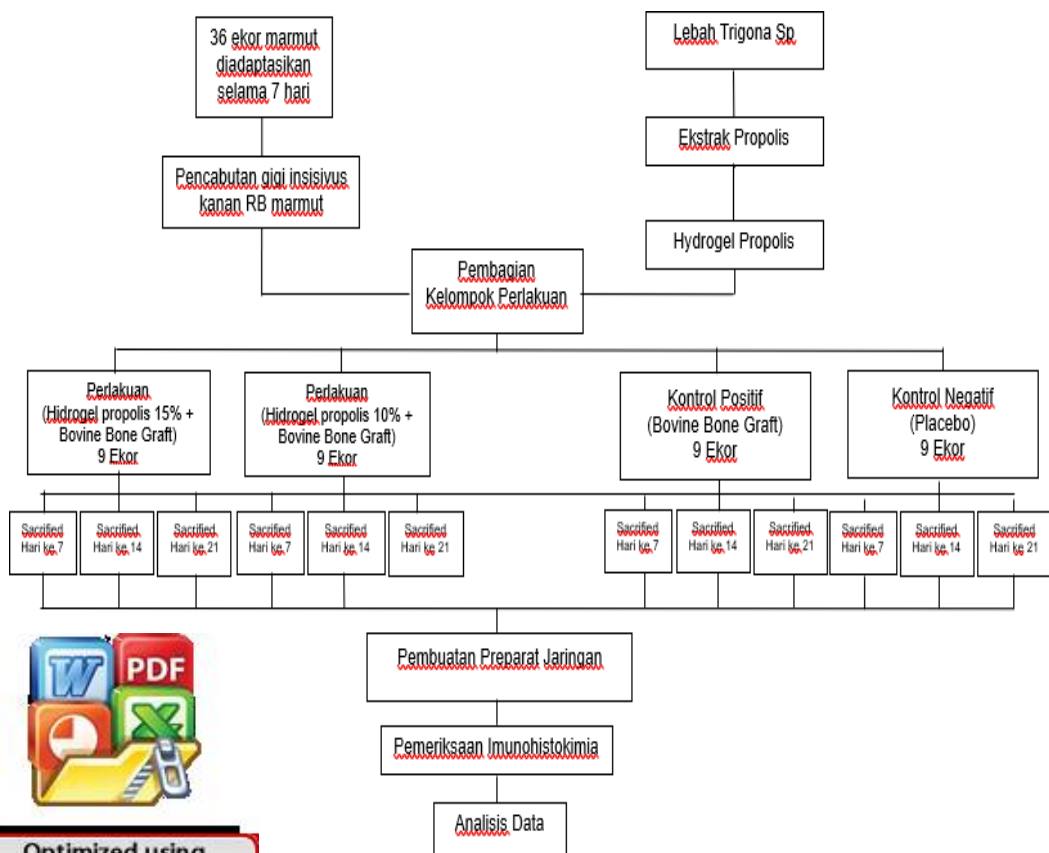 36 ekor marmut
diadaptasikan
selama 7 hari
Lebah Trigona Sp
Ekstrak Propolis
Pencabutan gigi insisivus
kanan RB marmut
Hydrogel Propolis
Pembagian
Kelompok Perlakuan
Perlakuan
(Hidrogel propolis 15% +
Bovine Bone Graft)
9 Ekor
Perlakuan
(Hidrogel propolis 10% +
Bovine Bone Graft)
9 Ekor
Kontrol Positif
(Bovine Bone Graft)
9 Ekor
Kontrol Negatif
(Placebo)
9 Ekor
Sacrified
Hari ke 7
Sacrified
Hari ke 14
Sacrified
Hari ke 21
Sacrified
Hari ke 7
Sacrified
Hari ke 14
Sacrified
Hari ke 21
Sacrified
Hari ke 7
Sacrified
Hari ke 14
Sacrified
Hari ke 21
Sacrified
Hari ke 7
Sacrified
Hari ke 14
Sacrified
Hari ke 21
Pembuatan Preparat Jaringan
Pemeriksaan Imunohistokimia
Analisis Data
W
PDF
X
Optimized using